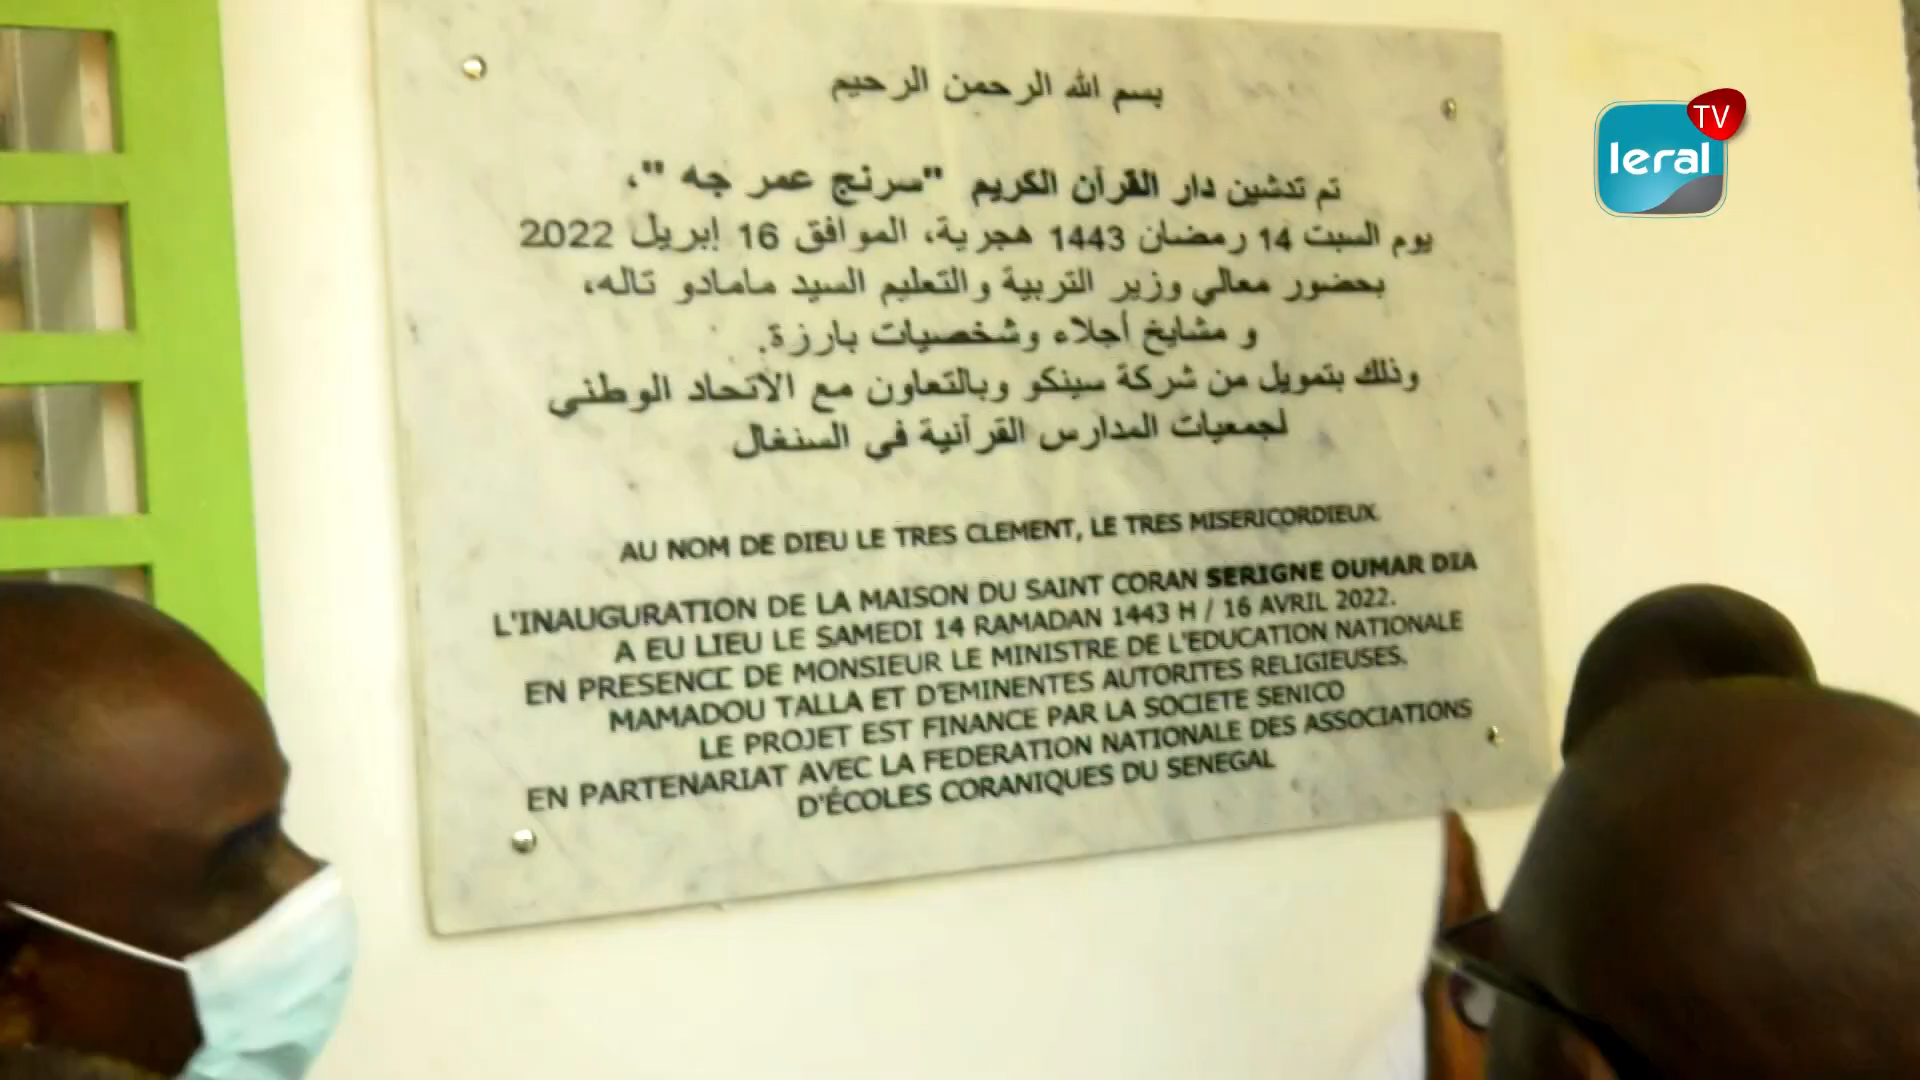 بسم الله الرحمن الرحيم
تم تدشين دار القرآن الكريم "سرنج عمر جه "،
يوم السبت 14 رمضان 1443 هجرية، الموافق 16 إبريل 2022
بحضور معالي وزير التربية والتعليم السيد مامادو تاله،
و مشايخ أجلاء وشخصيات بارزة.
وذلك بتمويل من شركة سينكو وبالتعاون مع الاتحاد الوطني
لجمعيات المدارس القرآنية في السنغال
AU NOM DE DIEU LE TRES CLEMENT, LE TRES MISERICORDIEUX.
L'INAUGURATION DE LA MAISON DU SAINT CORAN SERIGNE OUMAR DIA
A EU LIEU LE SAMEDI 14 RAMADAN 1443 H / 16 AVRIL 2022.
EN PRESENCE DE MONSIEUR LE MINISTRE DE L'EDUCATION NATIONALE
MAMADOU TALLA ET D'EMINENTES AUTORITES RELIGIEUSES.
LE PROJET EST FINANCE PAR LA SOCIETE SENICO
EN PARTENARIAT AVEC LA FEDERATION NATIONALE DES ASSOCIATIONS
D'ÉCOLES CORANIQUES DU SENEGAL
leral TV